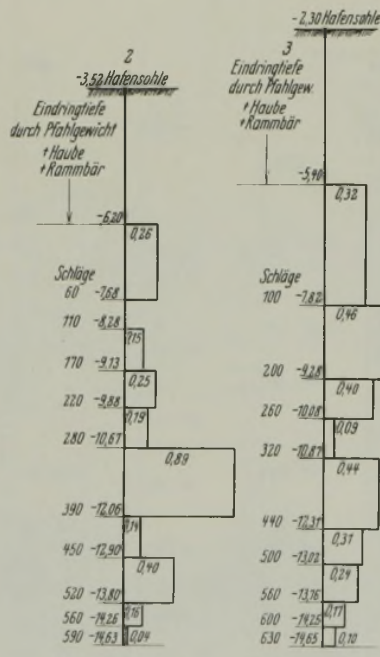 2
-3,52 Hafensohle
Eindringtiefe
durch Pfahlgewicht
+ Haube
+ Rammbär
-6,20
0,26
Schläge
60 -7,68
110 -8,28
0,15
170 -9,13
0,25
220 -9,88
0,19
280 -10,67
0,89
390 -12,06
0,14
450 -12,90
0,40
520 -13,80
560 -14,26 0,16
590 -14,63 0,04
-2,30 Hafensohle
3
Eindringtiefe
durch Pfahlgew.
+ Haube
+ Rammbär
-5,40
0,32
Schläge
100 -7,82
0,46
200 -9,28
0,40
260 -10,08
0,09
320 -10,87
0,44
440 -12,31
0,31
500 -13,02
0,24
560 -13,76
0,17
600 -14,25
630 -14,65 0,10